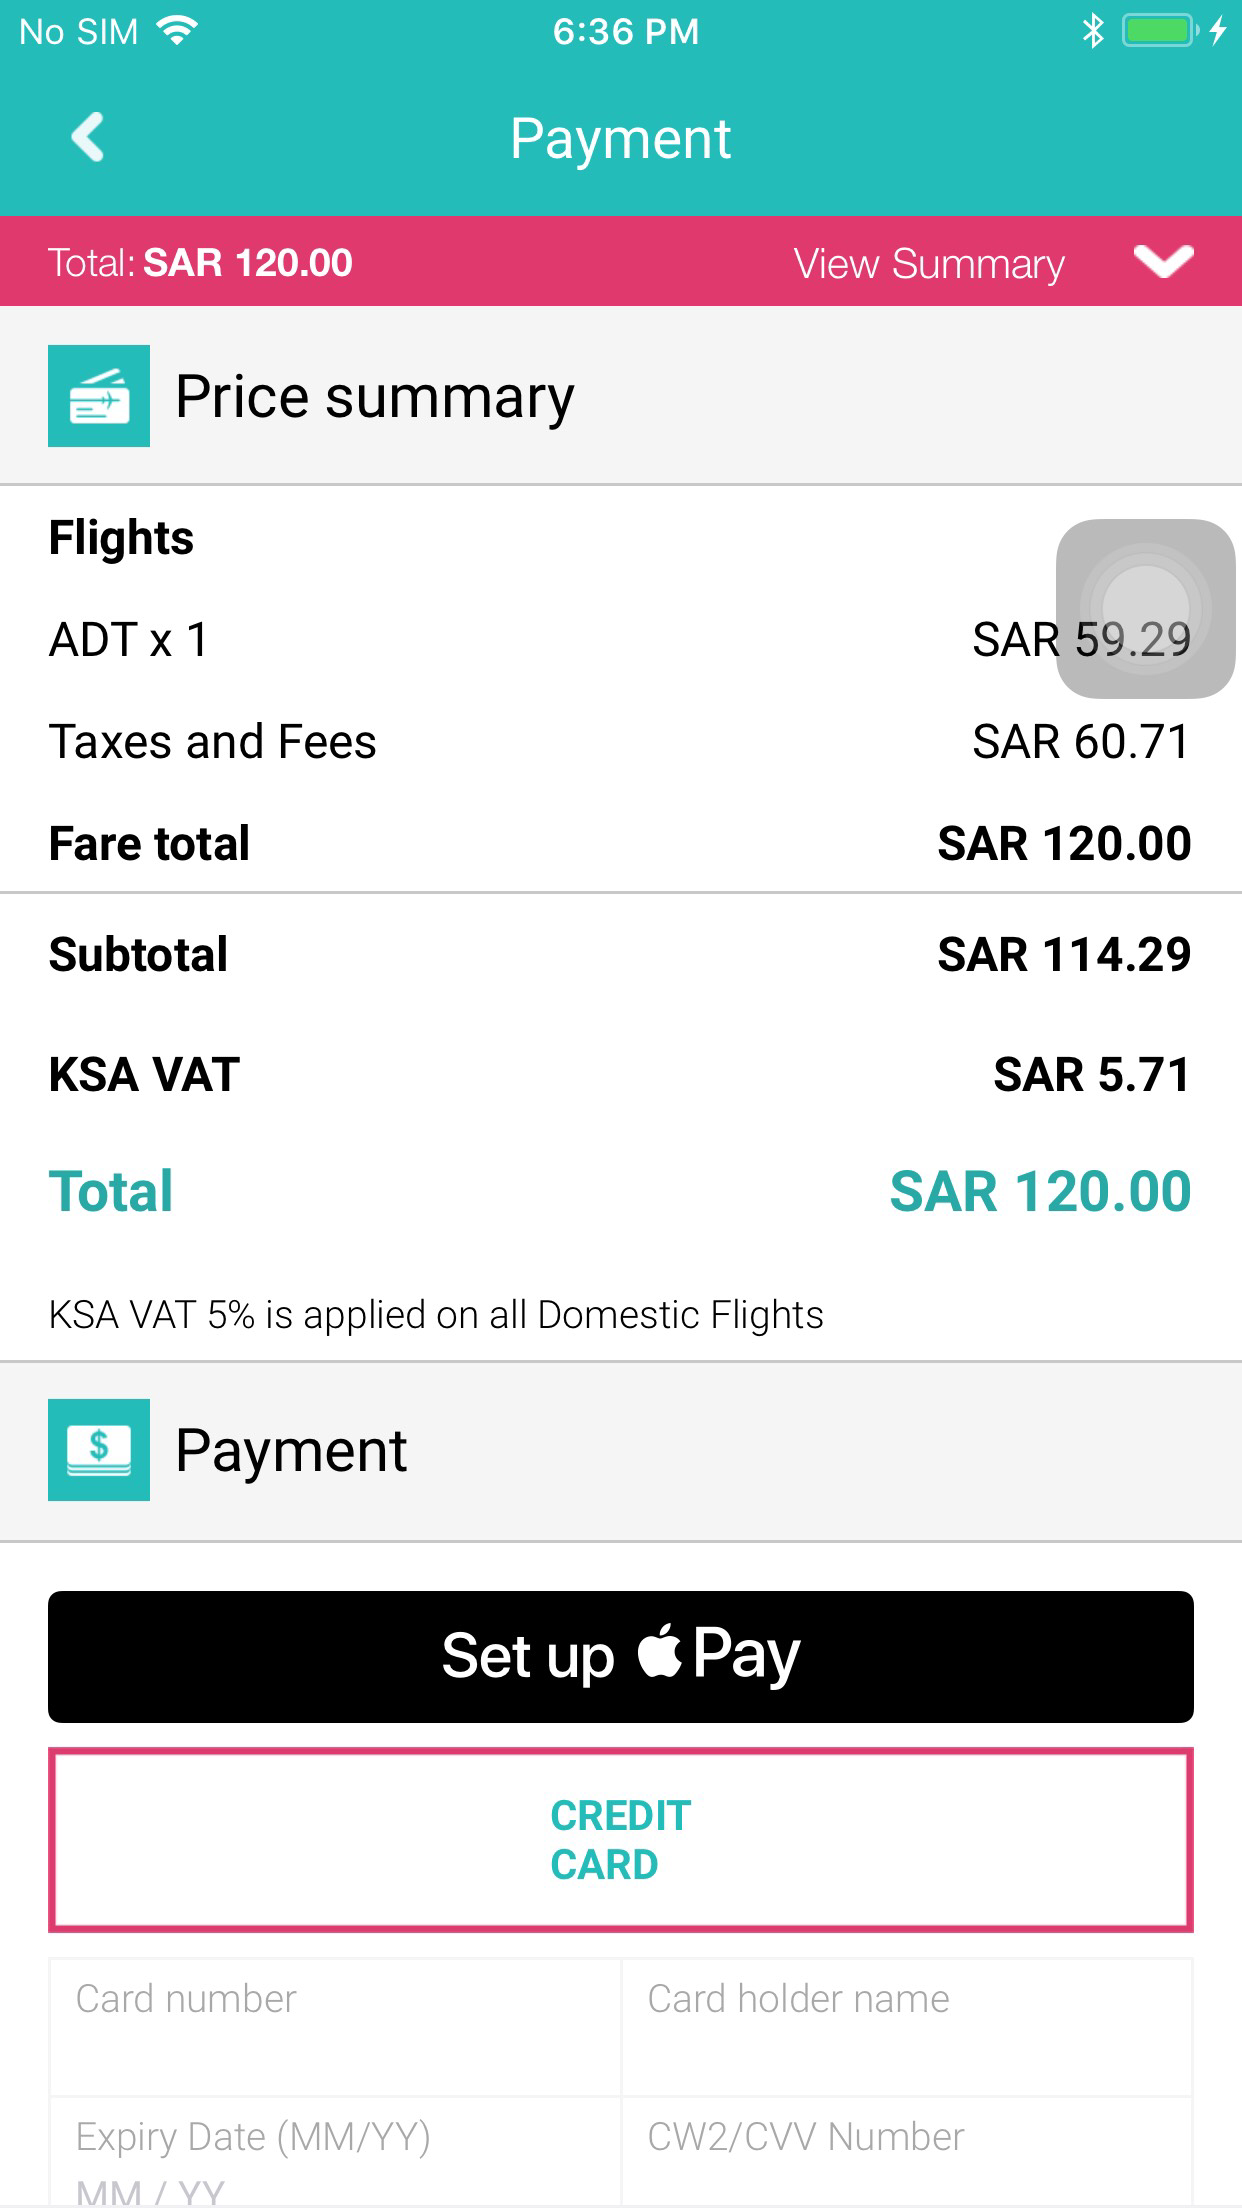 No SIM 6:36 PM
Payment
Total: SAR 120.00 View Summary
Price summary
Flights
ADT x 1 SAR 59.29
Taxes and Fees SAR 60.71
Fare total SAR 120.00
Subtotal SAR 114.29
KSA VAT SAR 5.71
Total SAR 120.00
KSA VAT 5% is applied on all Domestic Flights
$ Payment
Set up Pay
CREDIT
CARD
Card number Card holder name
Expiry Date (MM/YY) CW2/CVV Number
MM / YY